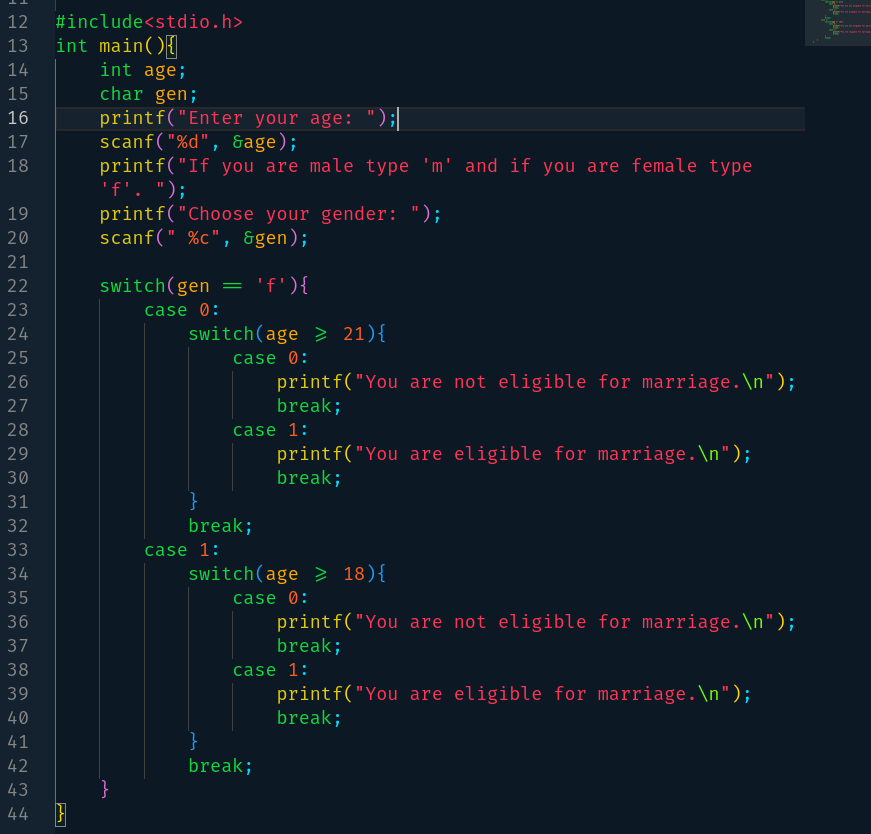 11
12 #include<stdio.h>
13 int main(){
14     int age;
15     char gen;
16     printf("Enter your age: ");
17     scanf("%d", &age);
18     printf("If you are male type 'm' and if you are female type
    'f'. ");
19     printf("Choose your gender: ");
20     scanf(" %c", &gen);
21
22     switch(gen == 'f'){
23         case 0:
24             switch(age >= 21){
25                 case 0:
26                     printf("You are not eligible for marriage.\n");
27                     break;
28                 case 1:
29                     printf("You are eligible for marriage.\n");
30                     break;
31             }
32             break;
33         case 1:
34             switch(age >= 18){
35                 case 0:
36                     printf("You are not eligible for marriage.\n");
37                     break;
38                 case 1:
39                     printf("You are eligible for marriage.\n");
40                     break;
41             }
42             break;
43     }
44 }